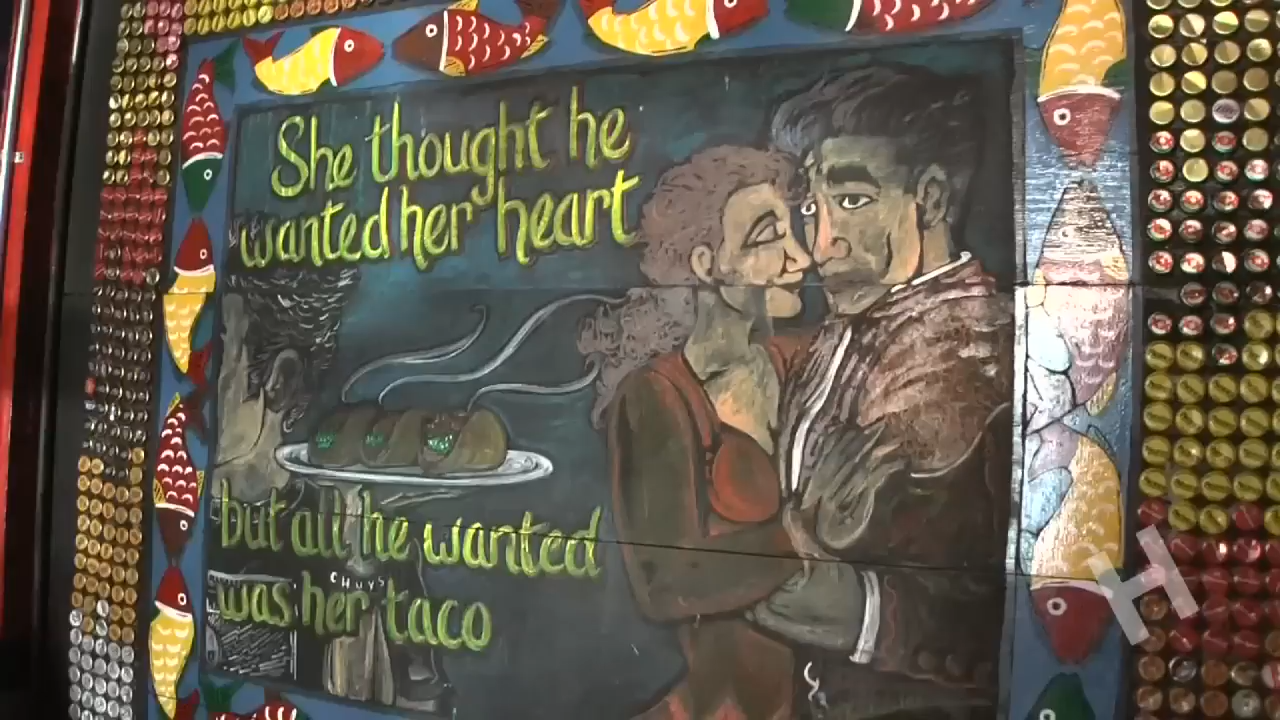 She thought he
wanted her heart
but all he wanted
was her taco
CHUYS
H